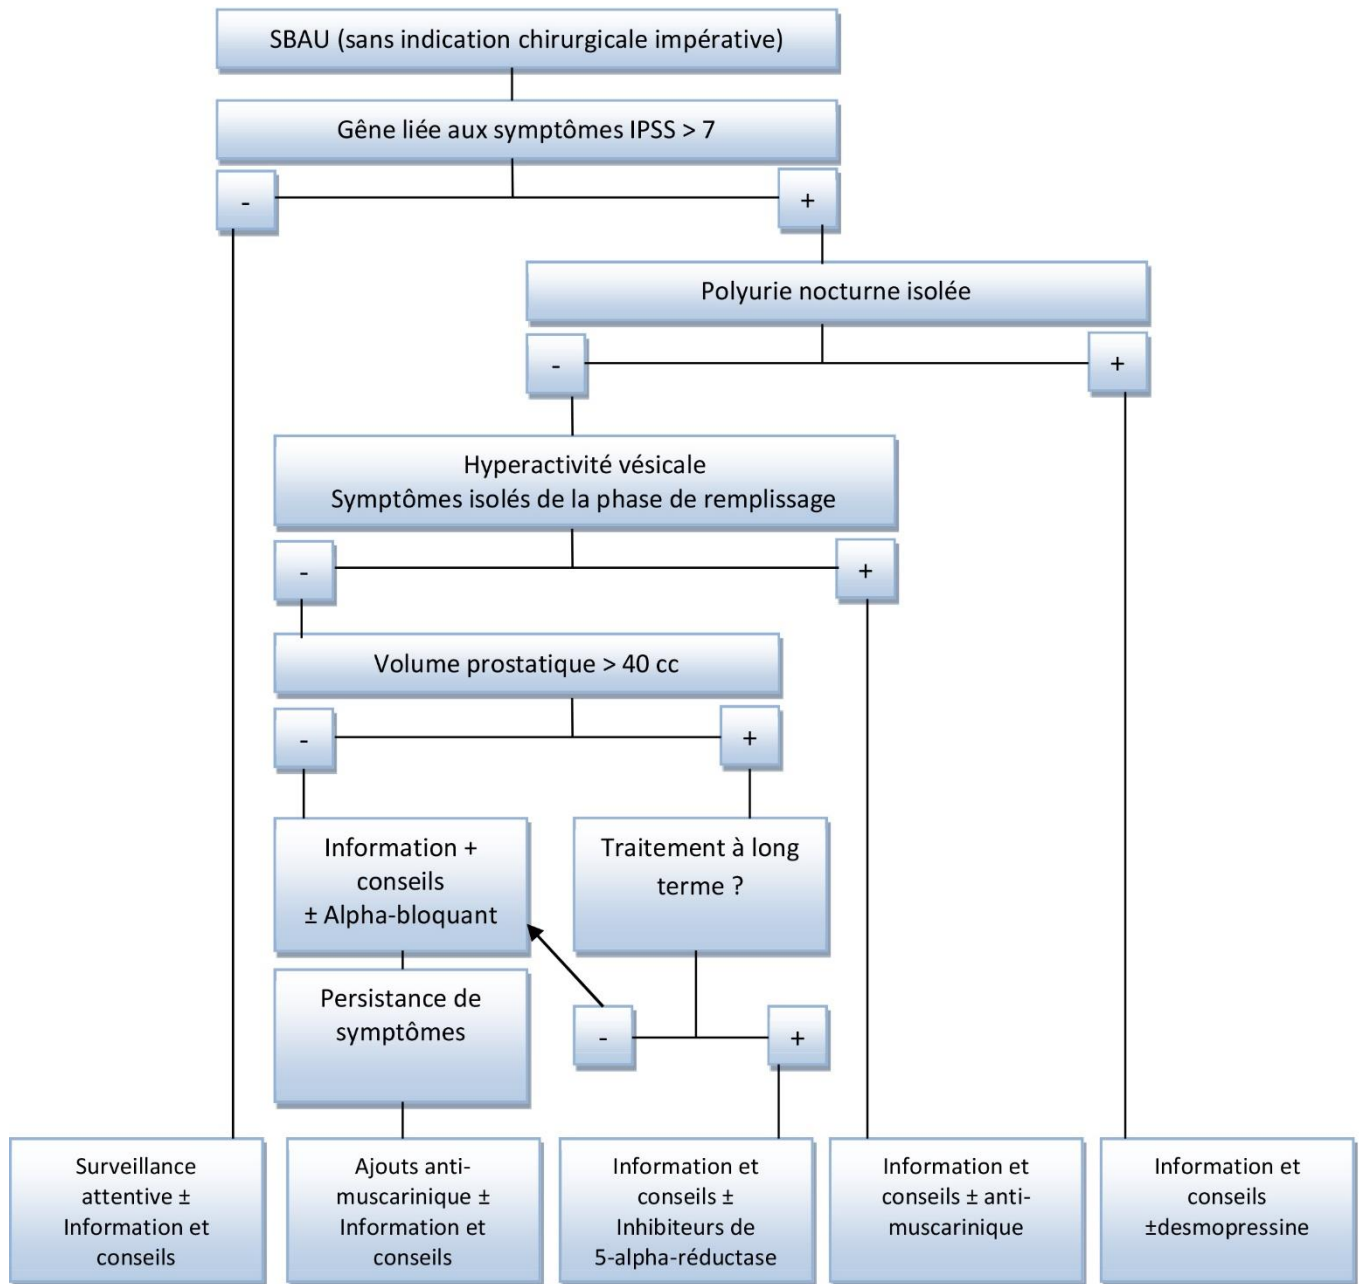 SBAU (sans indication chirurgicale impérative)
Gêne liée aux symptômes IPSS > 7
-
+
Polyurie nocturne isolée
-
+
Hyperactivité vésicale
Symptômes isolés de la phase de remplissage
-
+
Volume prostatique > 40 cc
-
+
Information +
conseils
± Alpha-bloquant
Traitement à long
terme ?
Persistance de
symptômes
-
+
Surveillance
attentive ±
Information et
conseils
Ajouts anti-
muscarinique ±
Information et
conseils
Information et
conseils ±
Inhibiteurs de
5-alpha-réductase
Information et
conseils ± anti-
muscarinique
Information et
conseils
±desmopressine